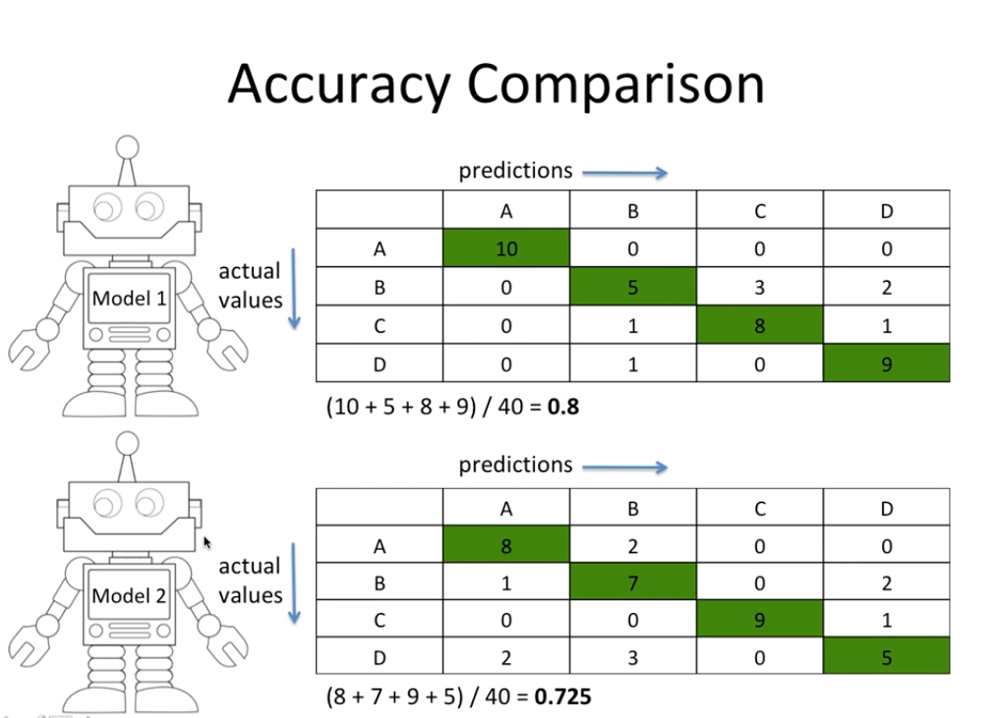 Accuracy Comparison
predictions
A B C D
A 10 0 0 0
B 0 5 3 2
C 0 1 8 1
D 0 1 0 9
actual
values
Model 1
(10 + 5 + 8 + 9) / 40 = 0.8
predictions
A B C D
A 8 2 0 0
B 1 7 0 2
C 0 0 9 1
D 2 3 0 5
actual
values
Model 2
(8 + 7 + 9 + 5) / 40 = 0.725